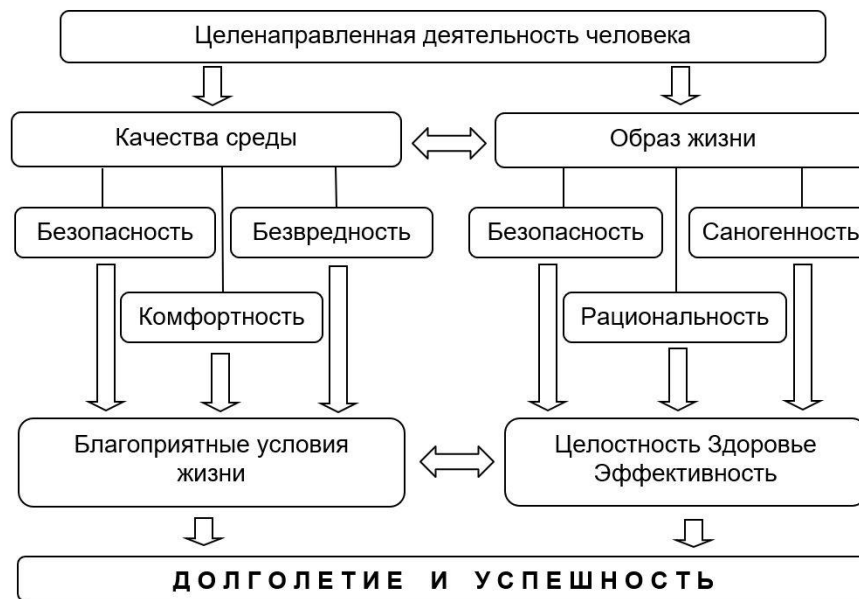 Целенаправленная деятельность человека
Качества среды
Образ жизни
Безопасность
Безвредность
Безопасность
Саногенность
Комфортность
Рациональность
Благоприятные условия
жизни
Целостность Здоровье
Эффективность
ДОЛГОЛЕТИЕ И УСПЕШНОСТЬ